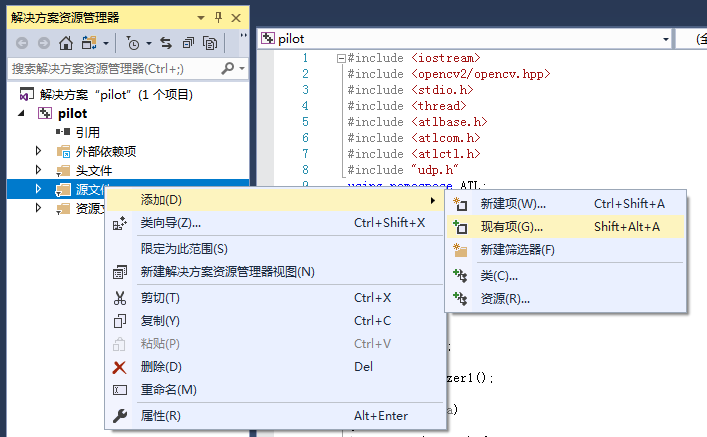 解决方案资源管理器
搜索解决方案资源管理器(Ctrl+;)
解决方案 “pilot”(1 个项目)
pilot
引用
外部依赖项
头文件
源文件
资源文
添加(D)
类向导(Z)... Ctrl+Shift+X
限定为此范围(S)
新建解决方案资源管理器视图(N)
剪切(T) Ctrl+X
复制(Y) Ctrl+C
粘贴(P) Ctrl+V
删除(D) Del
重命名(M)
属性(R) Alt+Enter
新建项(W)... Ctrl+Shift+A
现有项(G)... Shift+Alt+A
新建筛选器(F)
类(C)...
资源(R)...
pilot
(全
1 #include <iostream>
2 #include <opencv2/opencv.hpp>
3 #include <stdio.h>
4 #include <thread>
5 #include <atlbase.h>
6 #include <atlcom.h>
7 #include <atlctl.h>
8 #include "udp.h"
9 using namespace ATL;
;
zer1();
a)